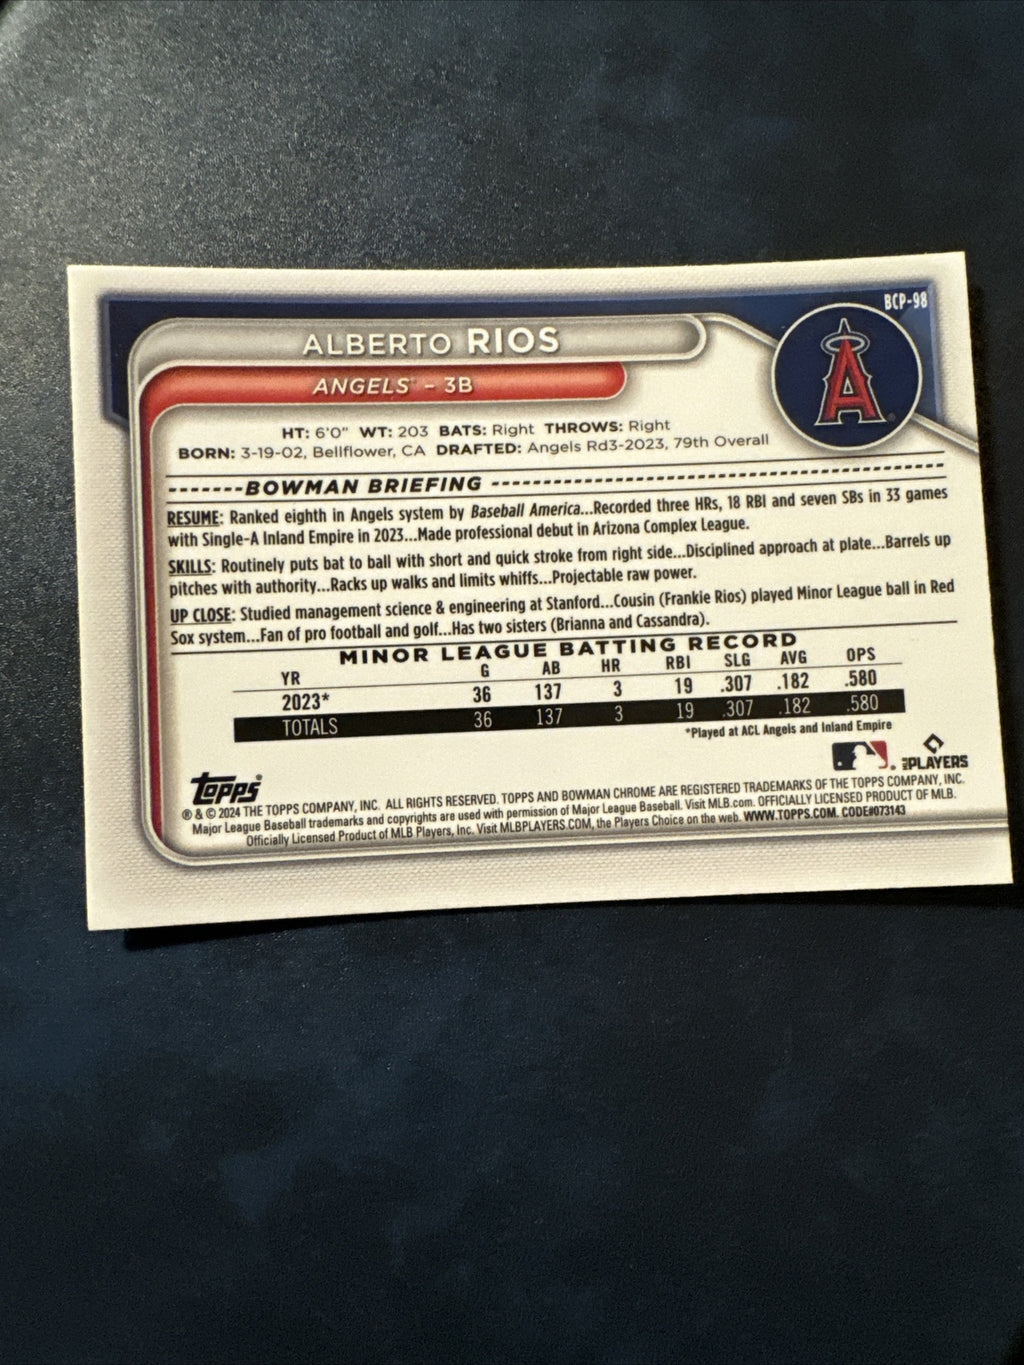 BCP-98
ALBERTO RIOS
A
ANGELS - 3B
HT: 6'0" WT: 203 BATS: Right THROWS: Right
BORN: 3-19-02, Bellflower, CA DRAFTED: Angels Rd3-2023, 79th Overall
-------BOWMAN BRIEFING -------
RESUME: Ranked eighth in Angels system by Baseball America...Recorded three HRs, 18 RBI and seven SBs in 33 games
with Single-A Inland Empire in 2023...Made professional debut in Arizona Complex League.
SKILLS: Routinely puts bat to ball with short and quick stroke from right side...Disciplined approach at plate...Barrels up
pitches with authority...Racks up walks and limits whiffs...Projectable raw power.
UP CLOSE: Studied management science & engineering at Stanford...Cousin (Frankie Rios) played Minor League ball in Red
Sox system...Fan of pro football and golf...Has two sisters (Brianna and Cassandra).
MINOR LEAGUE BATTING RECORD
YR G AB HR RBI SLG AVG OPS
2023* 36 137 3 19 .307 .182 .580
TOTALS 36 137 3 19 .307 .182 .580
*Played at ACL Angels and Inland Empire
Topps®
PLAYERS
® & © 2024 THE TOPPS COMPANY, INC. ALL RIGHTS RESERVED. TOPPS AND BOWMAN CHROME ARE REGISTERED TRADEMARKS OF THE TOPPS COMPANY, INC.
Major League Baseball trademarks and copyrights are used with permission of Major League Baseball. Visit MLB.com. OFFICIALLY LICENSED PRODUCT OF MLB.
Officially Licensed Product of MLB Players, Inc. Visit MLBPLAYERS.COM, the Players Choice on the web. WWW.TOPPS.COM. CODE#073143